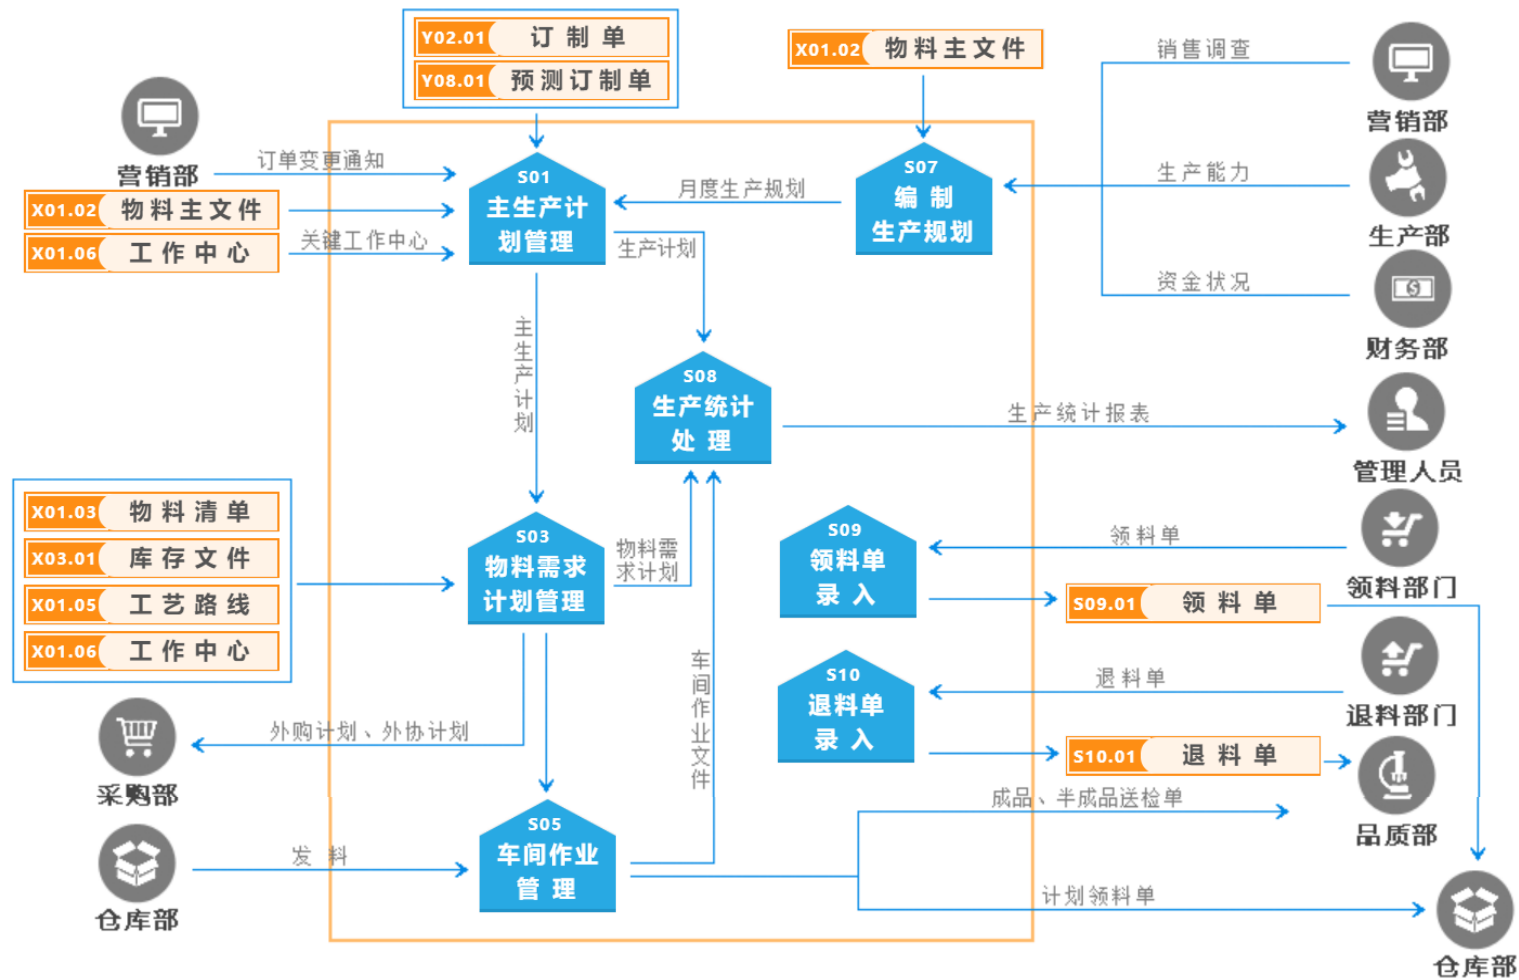 Y02.01 订制单
Y08.01 预测订制单
X01.02 物料主文件
销售调查
营销部
营销部
订单变更通知
X01.02 物料主文件
X01.06 工作中心
关键工作中心
S01
主生产计
划管理
月度生产规划
生产计划
S07
编制
生产规划
生产能力
生产部
资金状况
财务部
主生产计划
S08
生产统计
处理
生产统计报表
管理人员
X01.03 物料清单
X03.01 库存文件
X01.05 工艺路线
X01.06 工作中心
S03
物料需求
计划管理
物料需
求计划
S09
领料单
录入
领料单
领料部门
S09.01 领料单
车间作业文件
S10
退料单
录入
退料单
退料部门
S10.01 退料单
品质部
外购计划、外协计划
采购部
成品、半成品送检单
S05
车间作业
管理
发料
仓库部
计划领料单
仓库部